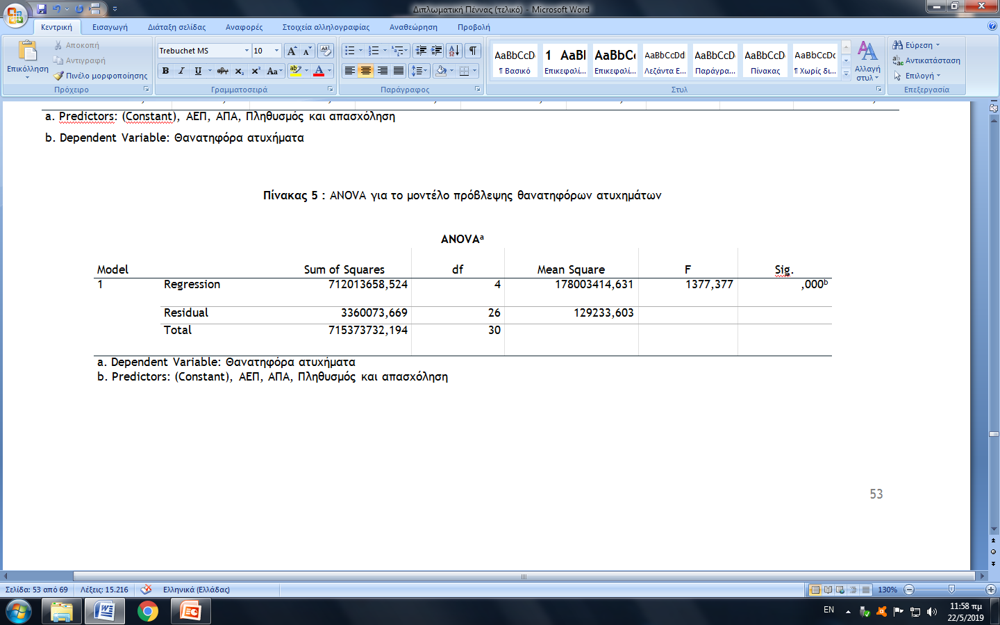 Διπλωματική Πέννας (τελικό) - Microsoft Word
Κεντρική Εισαγωγή Διάταξη σελίδας Αναφορές Στοιχεία αλληλογραφίας Αναθεώρηση Προβολή
Επικόλληση
Αποκοπή
Αντιγραφή
Πινέλο μορφοποίησης
Πρόχειρο
Trebuchet MS 10
Γραμματοσειρά
Παράγραφος
AaBbCcD 1 AaBl AaBbCc AaBbCcDd AaBbCcD AaBbCcD AaBbCcDc
¶ Βασικό Επικεφαλί... Επικεφαλί... Λεζάντα Ε... Παράγρα... Πίνακας ¶ Χωρίς δι...
Αλλαγή στυλ
Στυλ
Εύρεση
Αντικατάσταση
Επιλογή
Επεξεργασία
a. Predictors: (Constant), ΑΕΠ, ΑΠΑ, Πληθυσμός και απασχόληση
b. Dependent Variable: Θανατηφόρα ατυχήματα
Πίνακας 5 : ANOVA για το μοντέλο πρόβλεψης θανατηφόρων ατυχημάτων
ANOVAa
Model Sum of Squares df Mean Square F Sig.
1 Regression 712013658,524 4 178003414,631 1377,377 ,000b
Residual 3360073,669 26 129233,603
Total 715373732,194 30
a. Dependent Variable: Θανατηφόρα ατυχήματα
b. Predictors: (Constant), ΑΕΠ, ΑΠΑ, Πληθυσμός και απασχόληση
53
Σελίδα: 53 από 69 Λέξεις: 15.216 Ελληνικά (Ελλάδας) 130%
EN 11:58 πμ
22/5/2019